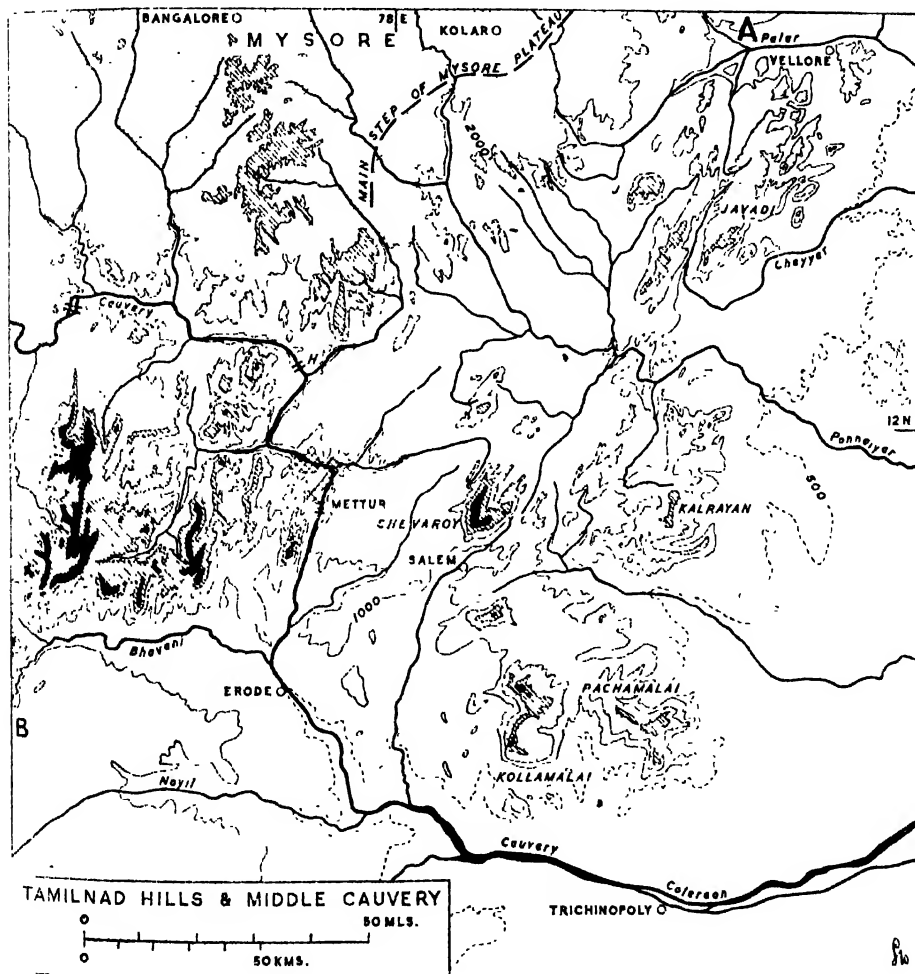 BANGALORE
78 E
KOLAR
A
Palar
MYSORE
VELLORE
MAIN STEP OF MYSORE PLATEAU
2000
JAVADI
Cheyyar
S
Cauvery
H
12 N
Ponneiyar
500
METTUR
SHEVAROY
KALRAYAN
SALEM
1000
Bhavani
ERODE
PACHAMALAI
B
KOLLAMALAI
Noyil
Cauvery
Coleroon
TRICHINOPOLY
TAMILNAD HILLS & MIDDLE CAUVERY
0 50 MLS.
0 50 KMS.